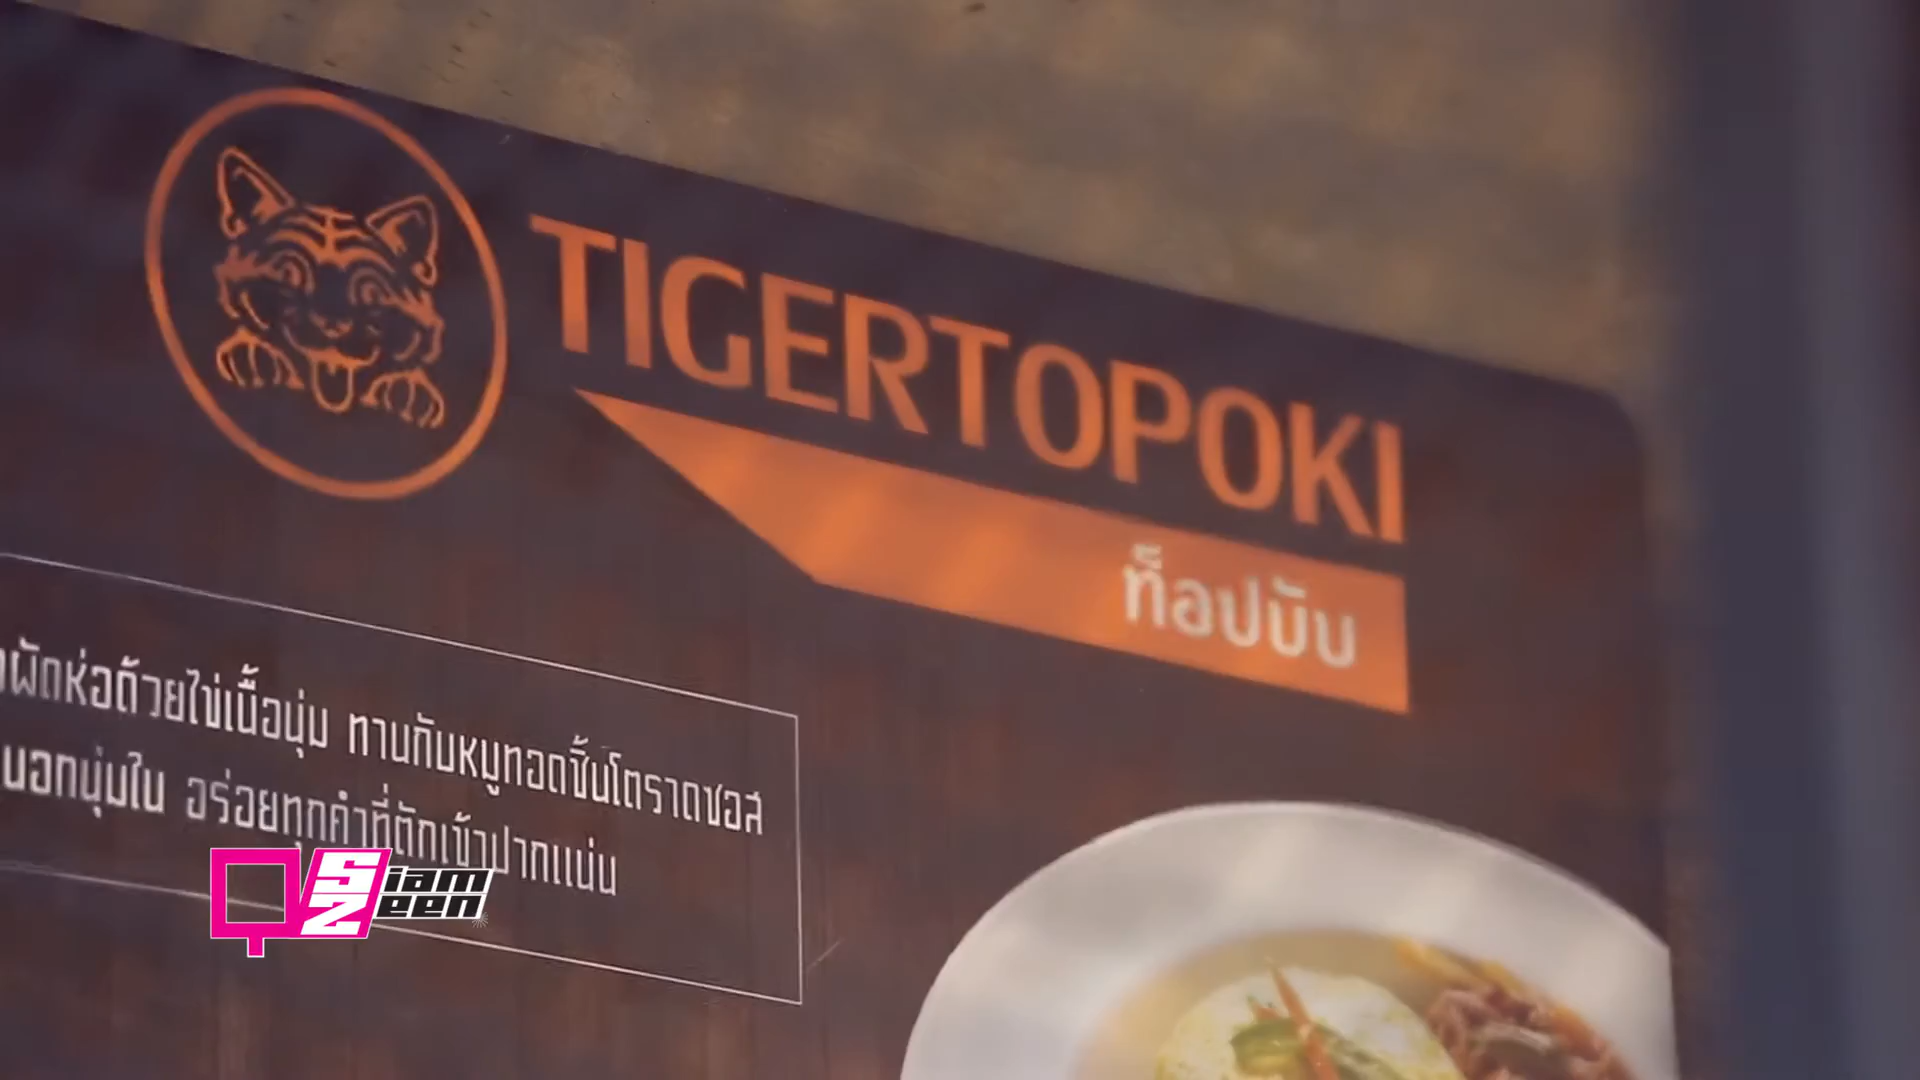 TIGERTOPOKI
ท็อปบับ
ผัดห่อด้วยไข่เนื้อนุ่ม ทานกับหมูทอดชิ้นโตราดซอส
นอกนุ่มใน อร่อยทุกคำที่ตักเข้าปากแน่น
Siam
Zeen